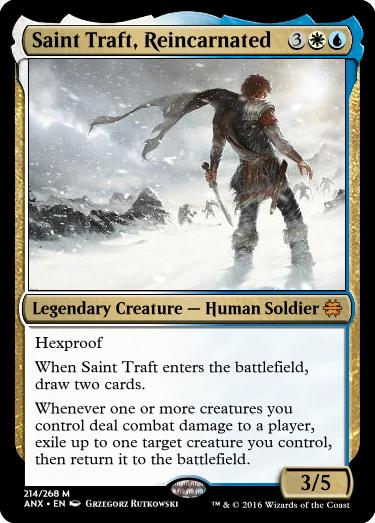 Saint Traft, Reincarnated 3
Legendary Creature — Human Soldier
Hexproof
When Saint Traft enters the battlefield,
draw two cards.
Whenever one or more creatures you
control deal combat damage to a player,
exile up to one target creature you control,
then return it to the battlefield.
3/5
214/268 M
ANX • EN Grzegorz Rutkowski
™ & © 2016 Wizards of the Coast